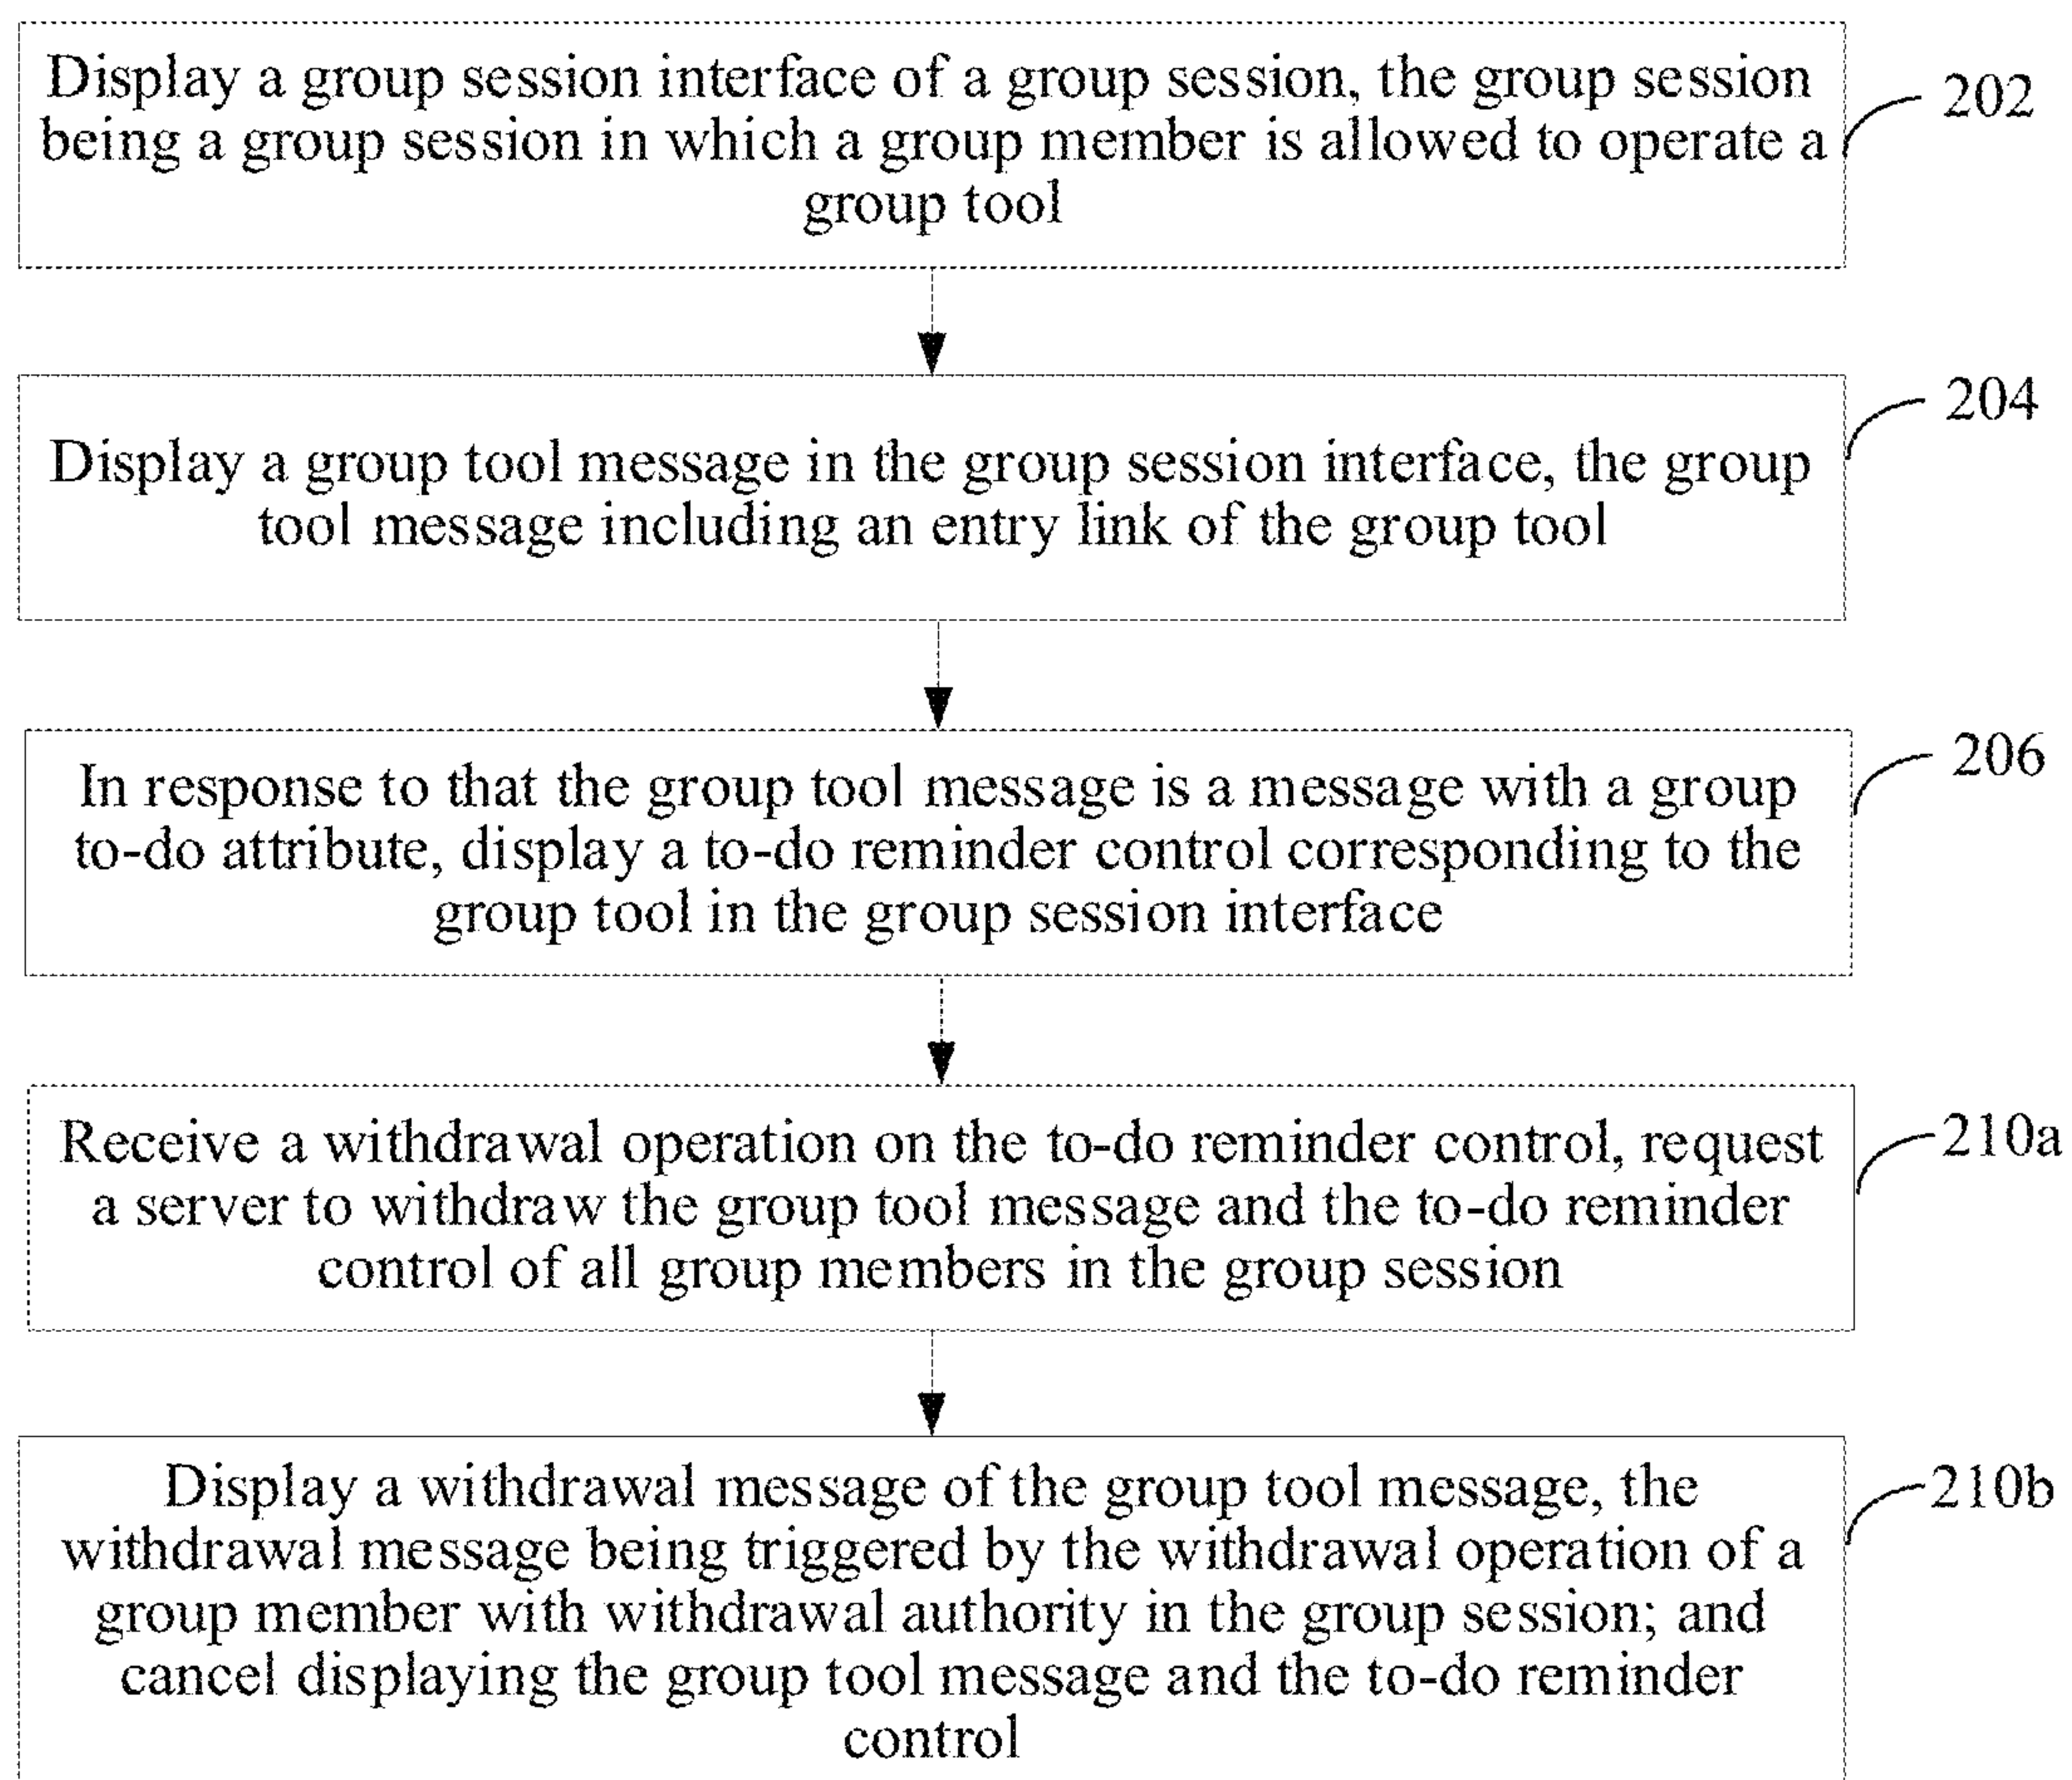 Display a group session interface of a group session, the group session
being a group session in which a group member is allowed to operate a
group tool
202
Display a group tool message in the group session interface, the group
tool message including an entry link of the group tool
204
In response to that the group tool message is a message with a group
to-do attribute, display a to-do reminder control corresponding to the
group tool in the group session interface
206
Receive a withdrawal operation on the to-do reminder control, request
a server to withdraw the group tool message and the to-do reminder
control of all group members in the group session
210a
Display a withdrawal message of the group tool message, the
withdrawal message being triggered by the withdrawal operation of a
group member with withdrawal authority in the group session; and
cancel displaying the group tool message and the to-do reminder
control
210b